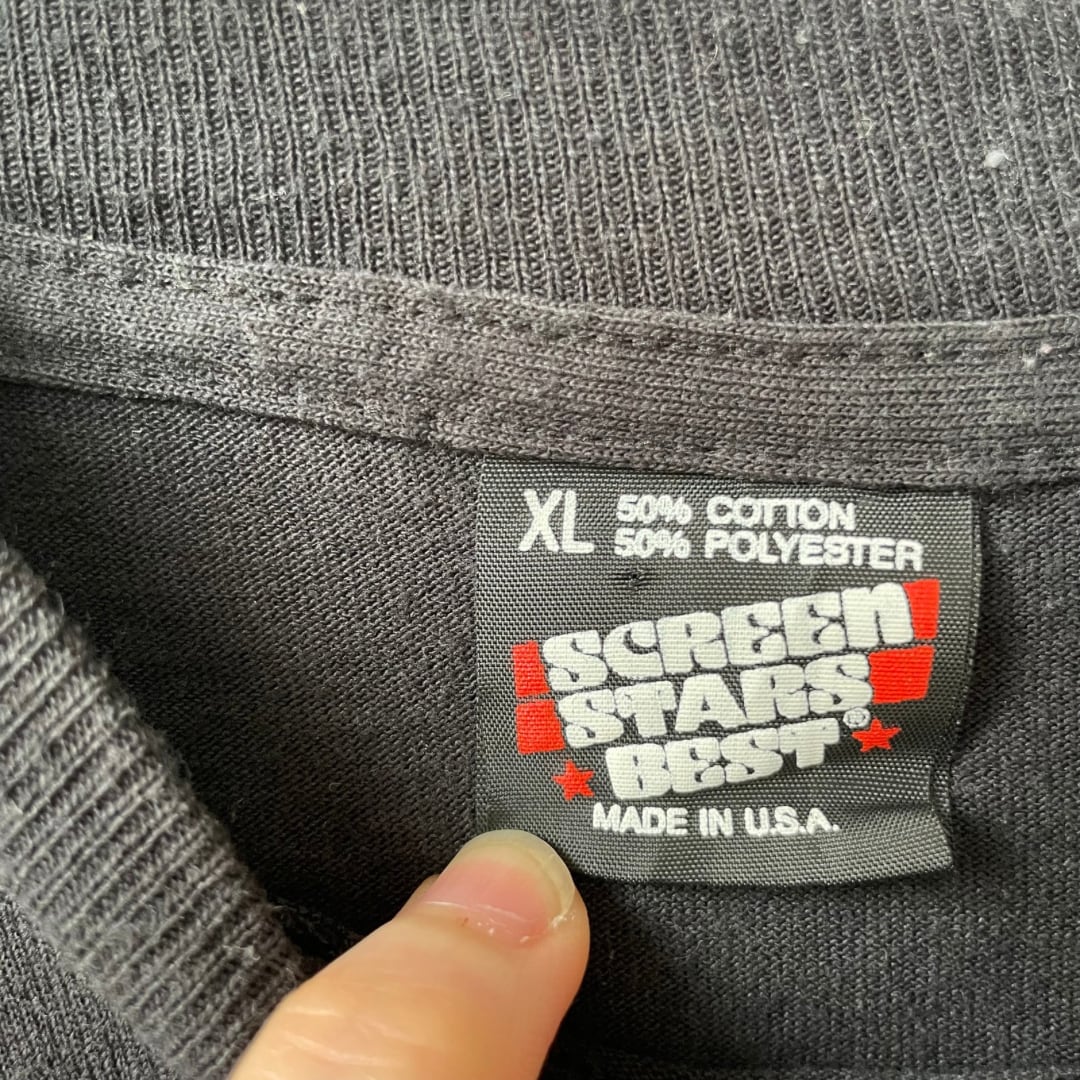 XL 50% COTTON
50% POLYESTER
SCREEN
STARS
BEST®
MADE IN U.S.A.